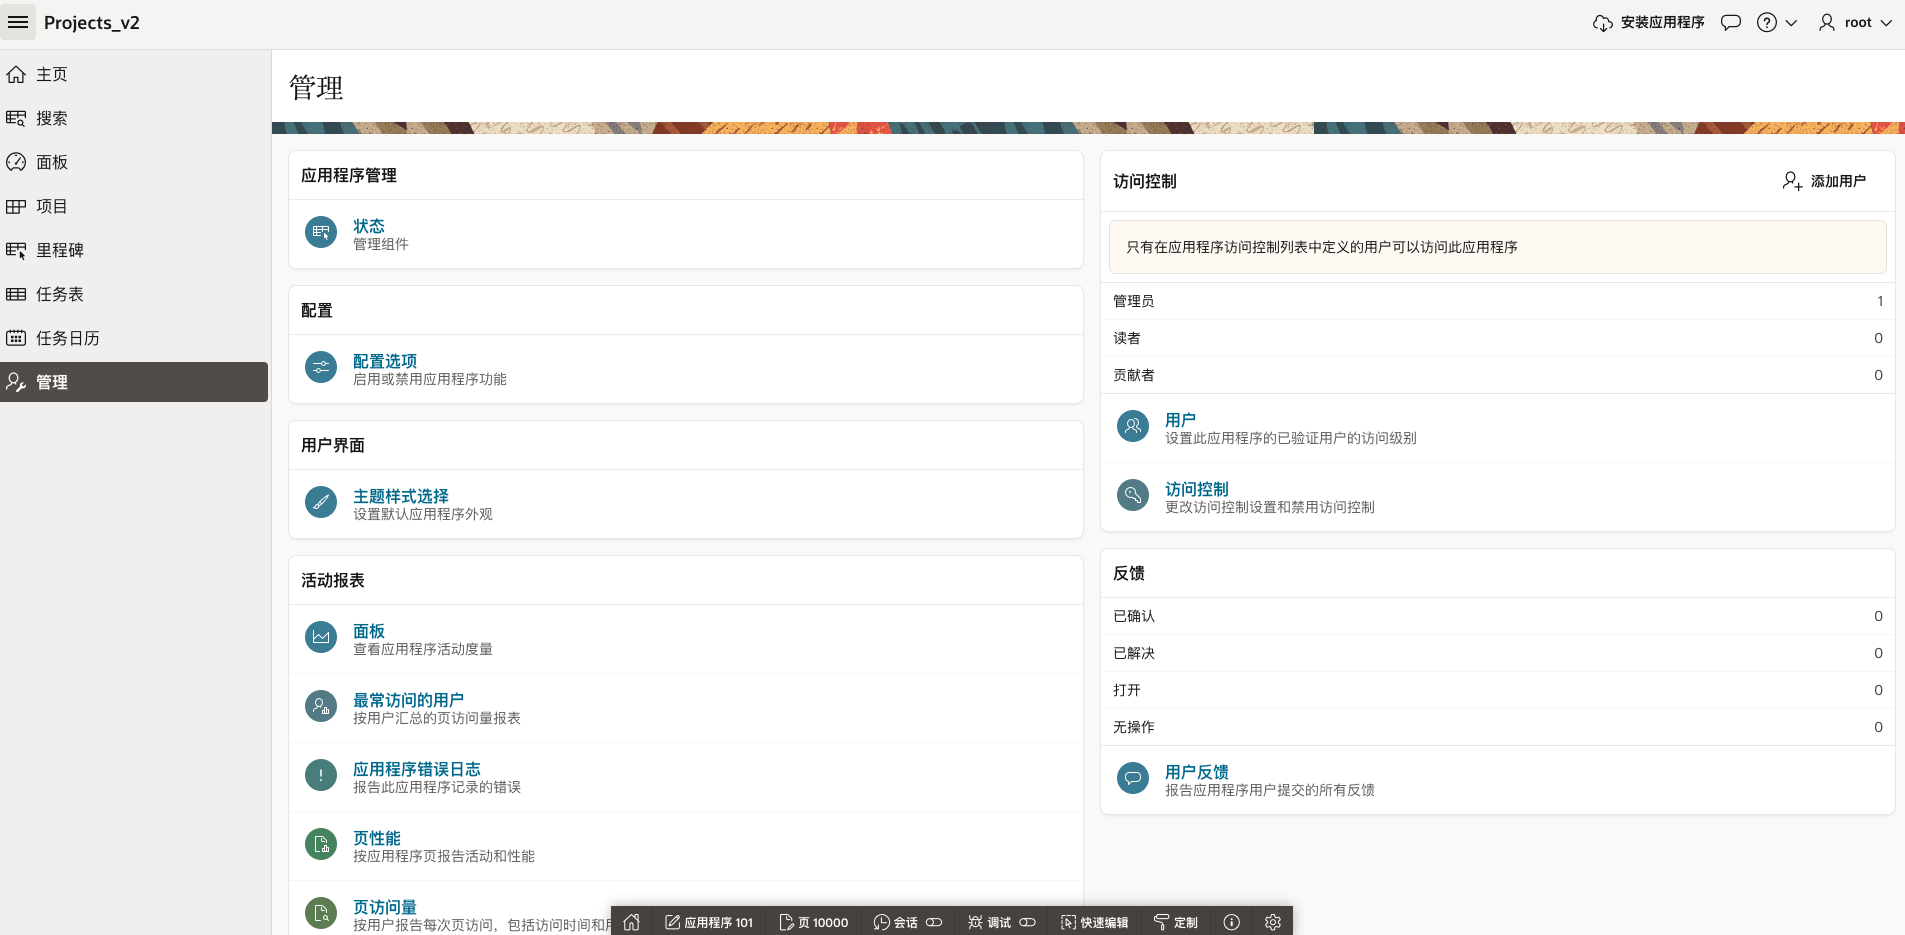 Projects_v2
安装应用程序
root
主页
搜索
面板
项目
里程碑
任务表
任务日历
管理
管理
应用程序管理
状态
管理组件
配置
配置选项
启用或禁用应用程序功能
用户界面
主题样式选择
设置默认应用程序外观
活动报表
面板
查看应用程序活动度量
最常访问的用户
按用户汇总的页访问量报表
应用程序错误日志
报告此应用程序记录的错误
页性能
按应用程序页报告活动和性能
页访问量
按用户报告每次页访问，包括访问时间和
访问控制
添加用户
只有在应用程序访问控制列表中定义的用户可以访问此应用程序
管理员 1
读者 0
贡献者 0
用户
设置此应用程序的已验证用户的访问级别
访问控制
更改访问控制设置和禁用访问控制
反馈
已确认 0
已解决 0
打开 0
无操作 0
用户反馈
报告应用程序用户提交的所有反馈
应用程序 101 页 10000 会话 调试 快速编辑 定制